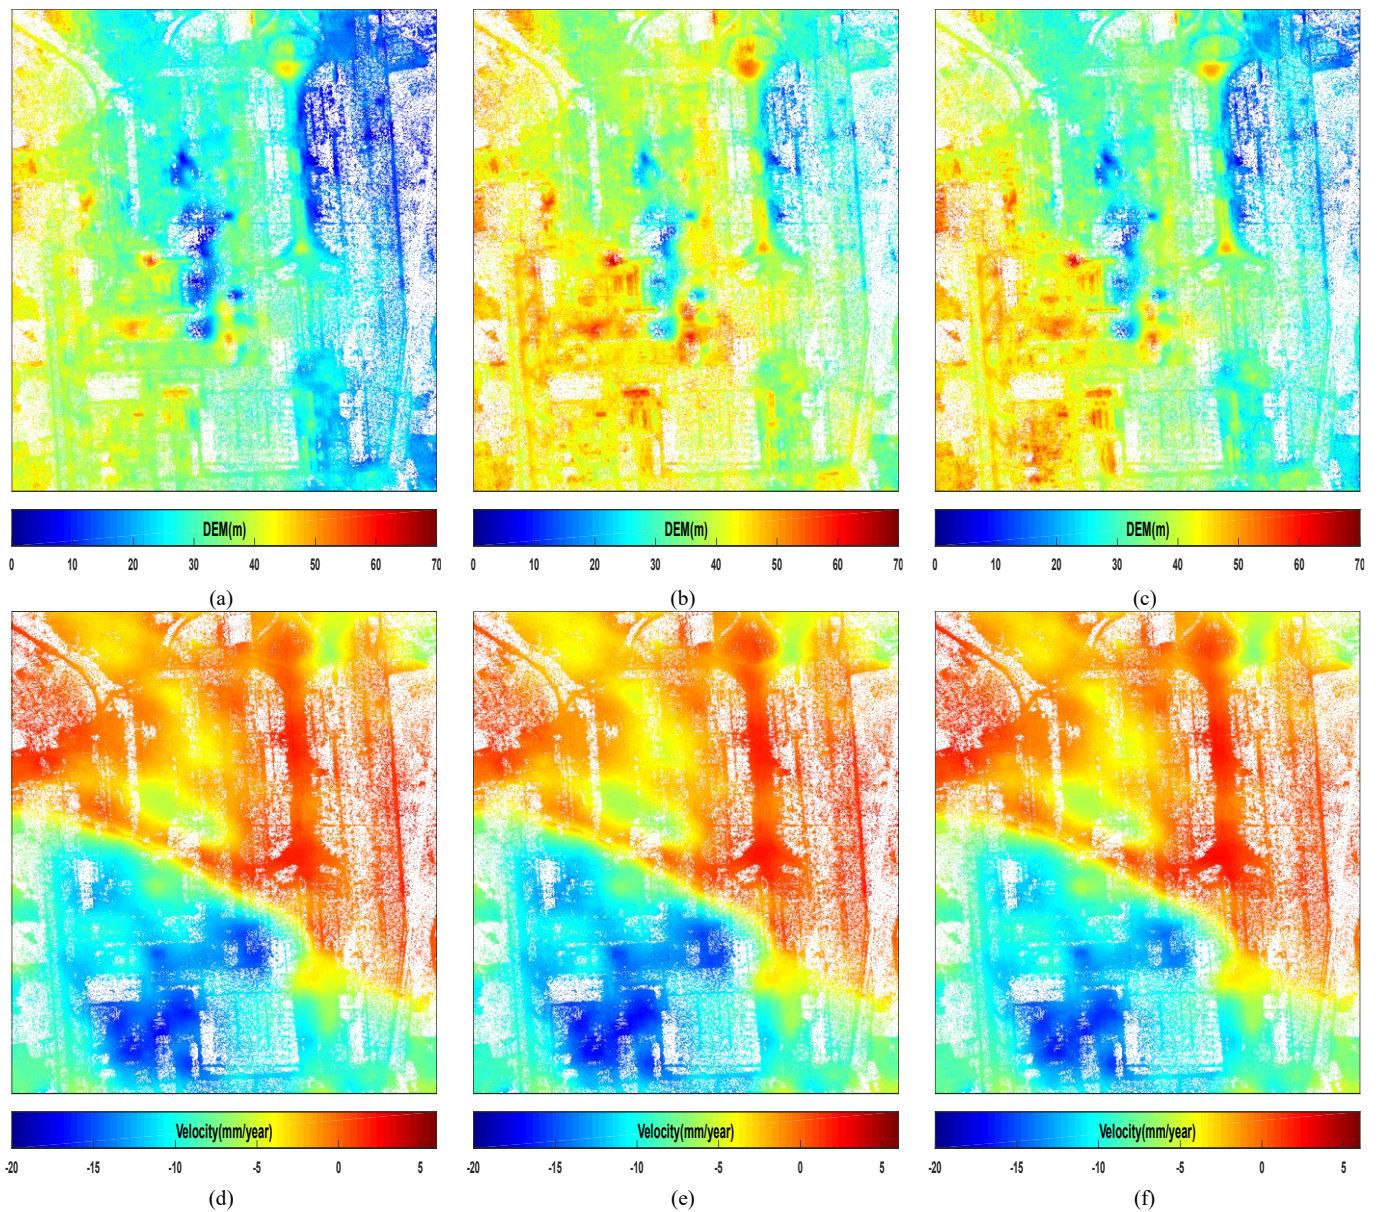 DEM(m) DEM(m) DEM(m)
0 10 20 30 40 50 60 70 0 10 20 30 40 50 60 70 0 10 20 30 40 50 60 70
(a) (b) (c)
Velocity(mm/year) Velocity(mm/year) Velocity(mm/year)
-20 -15 -10 -5 0 5 -20 -15 -10 -5 0 5 -20 -15 -10 -5 0 5
(d) (e) (f)